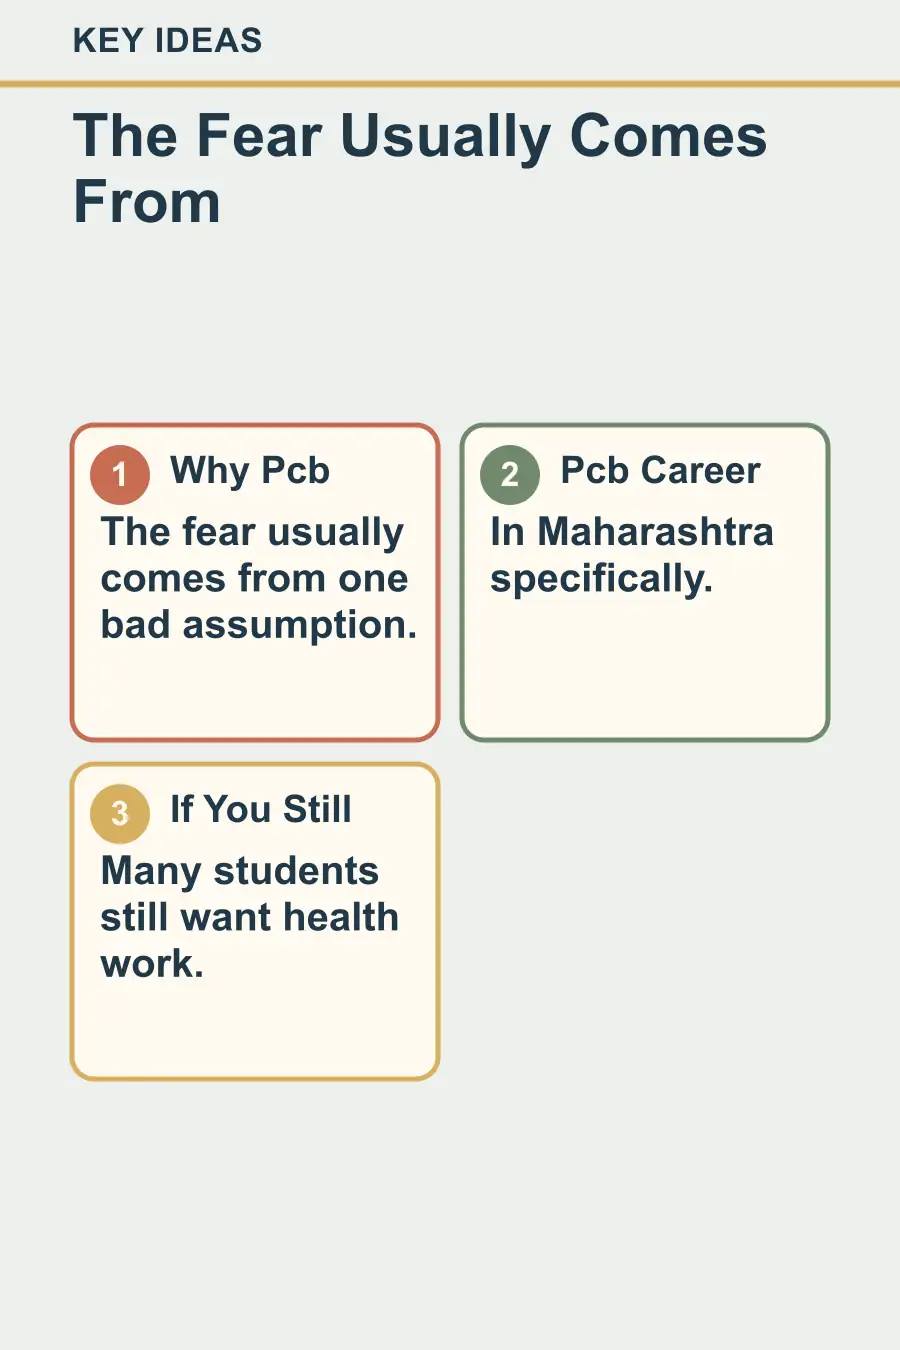 KEY IDEAS
The Fear Usually Comes
From
1 Why Pcb
The fear usually
comes from one
bad assumption.
2 Pcb Career
In Maharashtra
specifically.
3 If You Still
Many students
still want health
work.